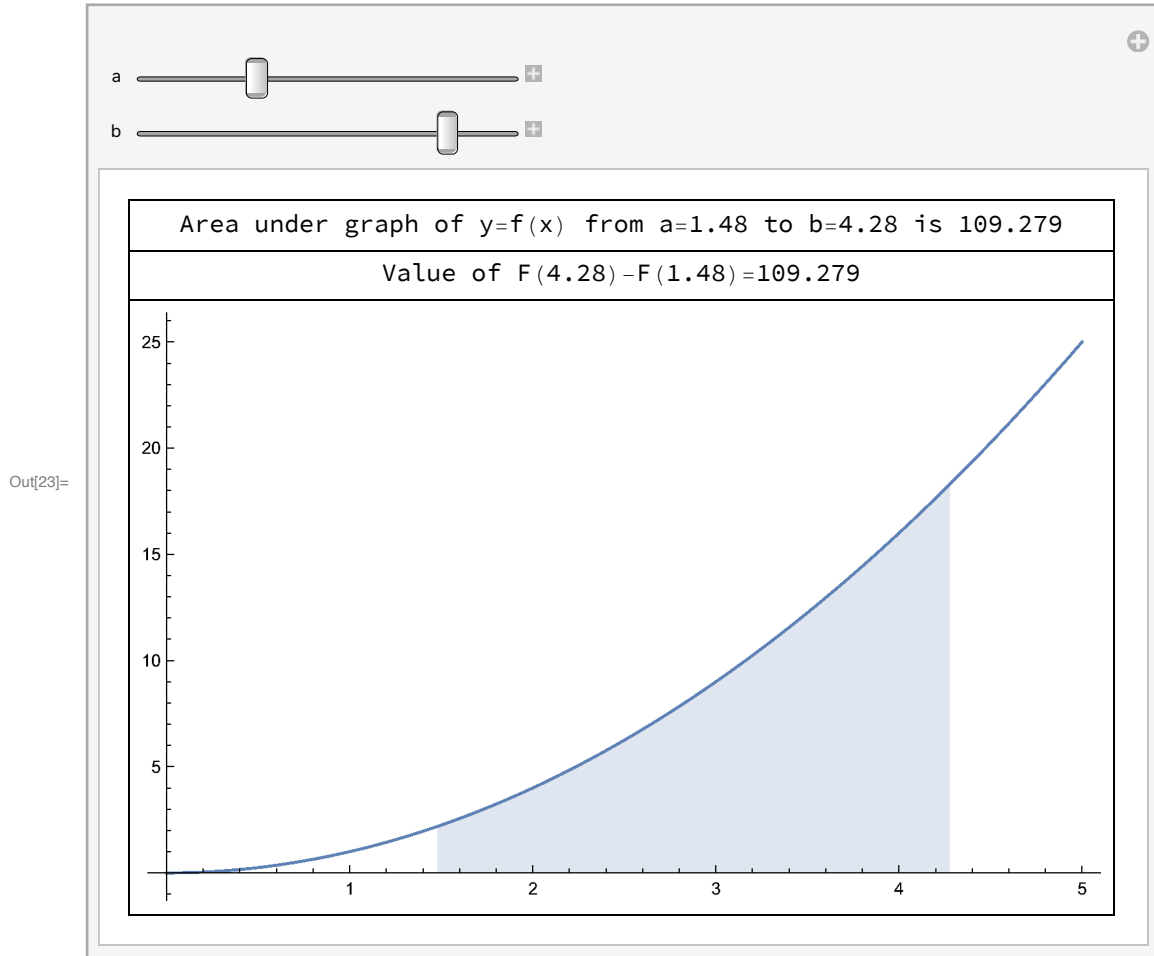 a
b
Area under graph of y=f(x) from a=1.48 to b=4.28 is 109.279
Value of F(4.28)-F(1.48)=109.279
25
20
Out[23]=
15
10
5
1 2 3 4 5